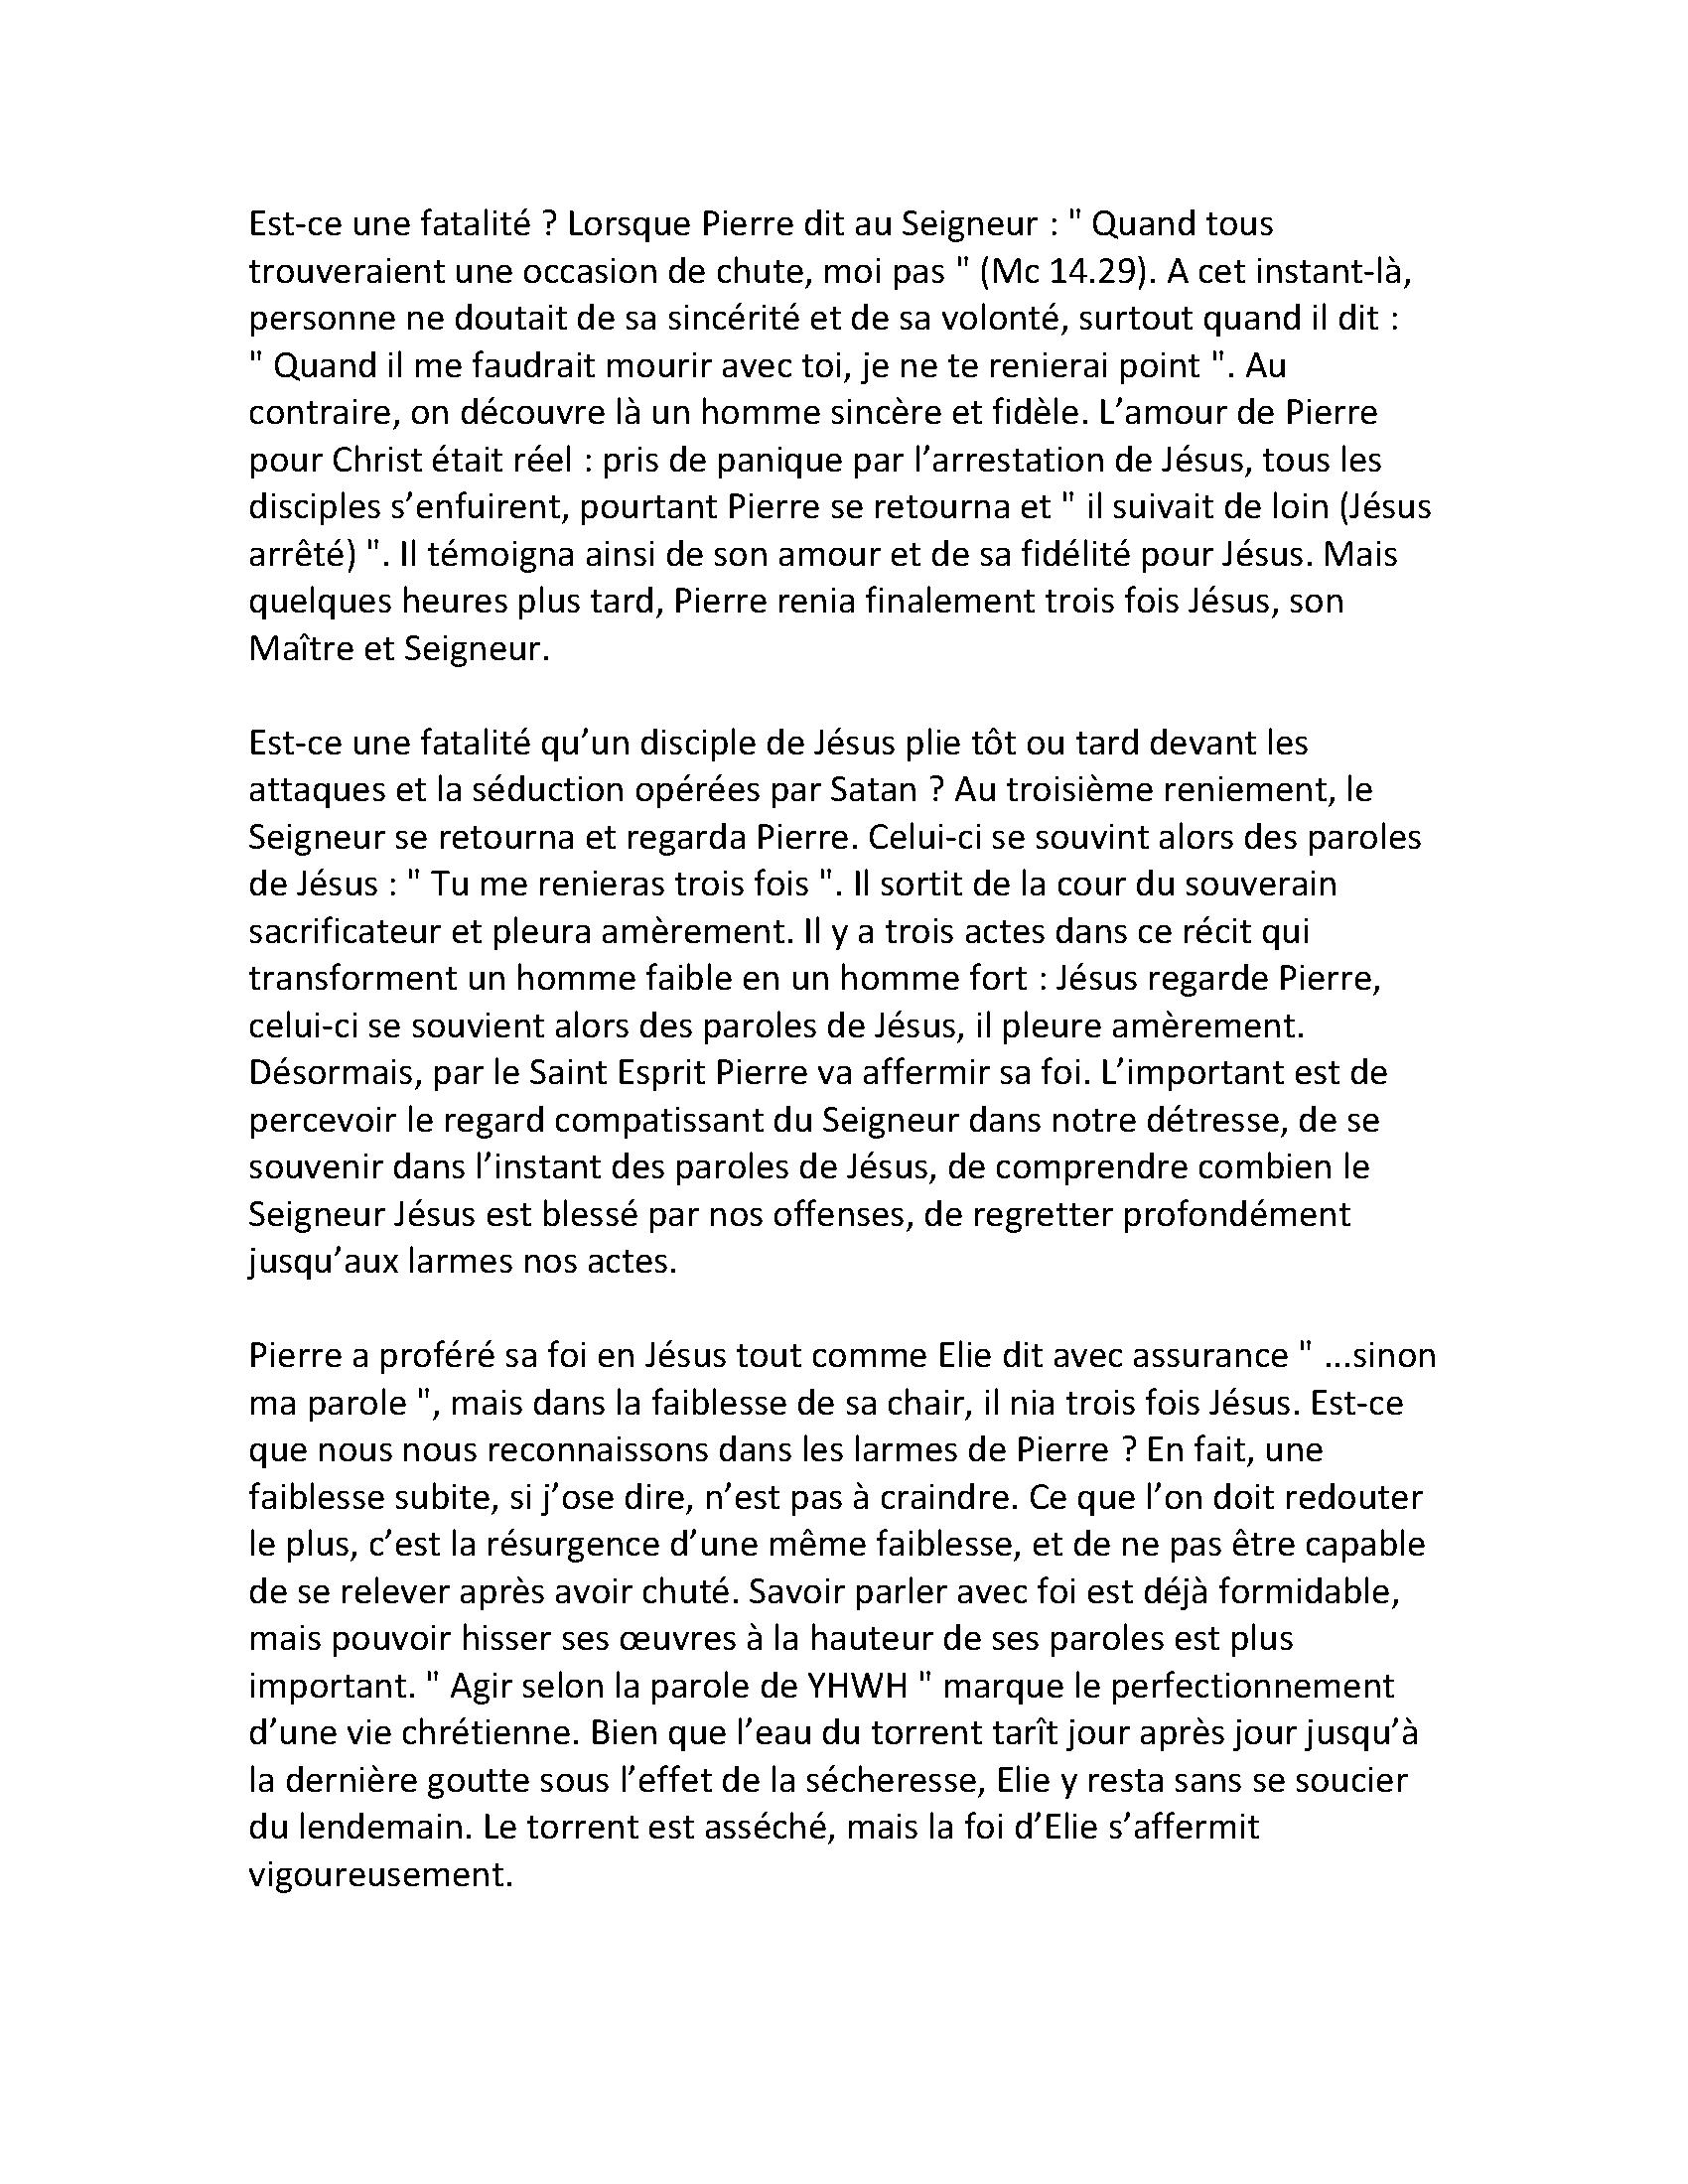 Est-ce une fatalité ? Lorsque Pierre dit au Seigneur : " Quand tous
trouveraient une occasion de chute, moi pas " (Mc 14.29). A cet instant-là,
personne ne doutait de sa sincérité et de sa volonté, surtout quand il dit :
" Quand il me faudrait mourir avec toi, je ne te renierai point ". Au
contraire, on découvre là un homme sincère et fidèle. L’amour de Pierre
pour Christ était réel : pris de panique par l’arrestation de Jésus, tous les
disciples s’enfuirent, pourtant Pierre se retourna et " il suivait de loin (Jésus
arrêté) ". Il témoigna ainsi de son amour et de sa fidélité pour Jésus. Mais
quelques heures plus tard, Pierre renia finalement trois fois Jésus, son
Maître et Seigneur.

Est-ce une fatalité qu’un disciple de Jésus plie tôt ou tard devant les
attaques et la séduction opérées par Satan ? Au troisième reniement, le
Seigneur se retourna et regarda Pierre. Celui-ci se souvint alors des paroles
de Jésus : " Tu me renieras trois fois ". Il sortit de la cour du souverain
sacrificateur et pleura amèrement. Il y a trois actes dans ce récit qui
transforment un homme faible en un homme fort : Jésus regarde Pierre,
celui-ci se souvient alors des paroles de Jésus, il pleure amèrement.
Désormais, par le Saint Esprit Pierre va affermir sa foi. L’important est de
percevoir le regard compatissant du Seigneur dans notre détresse, de se
souvenir dans l’instant des paroles de Jésus, de comprendre combien le
Seigneur Jésus est blessé par nos offenses, de regretter profondément
jusqu’aux larmes nos actes.

Pierre a proféré sa foi en Jésus tout comme Elie dit avec assurance " ...sinon
ma parole ", mais dans la faiblesse de sa chair, il nia trois fois Jésus. Est-ce
que nous nous reconnaissons dans les larmes de Pierre ? En fait, une
faiblesse subite, si j’ose dire, n’est pas à craindre. Ce que l’on doit redouter
le plus, c’est la résurgence d’une même faiblesse, et de ne pas être capable
de se relever après avoir chuté. Savoir parler avec foi est déjà formidable,
mais pouvoir hisser ses œuvres à la hauteur de ses paroles est plus
important. " Agir selon la parole de YHWH " marque le perfectionnement
d’une vie chrétienne. Bien que l’eau du torrent tarît jour après jour jusqu’à
la dernière goutte sous l’effet de la sécheresse, Elie y resta sans se soucier
du lendemain. Le torrent est asséché, mais la foi d’Elie s’affermit
vigoureusement.